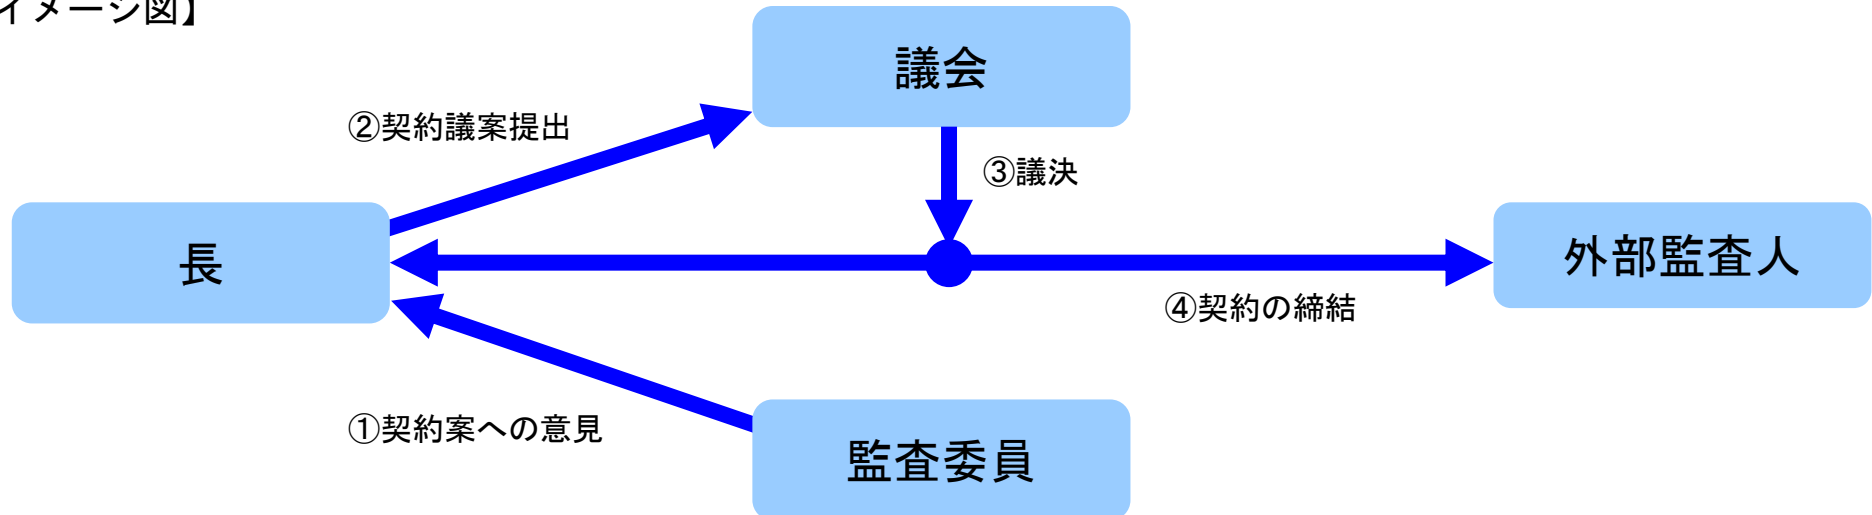 イメージ図】
議会
②契約議案提出
③議決
長
外部監査人
④契約の締結
①契約案への意見
監査委員